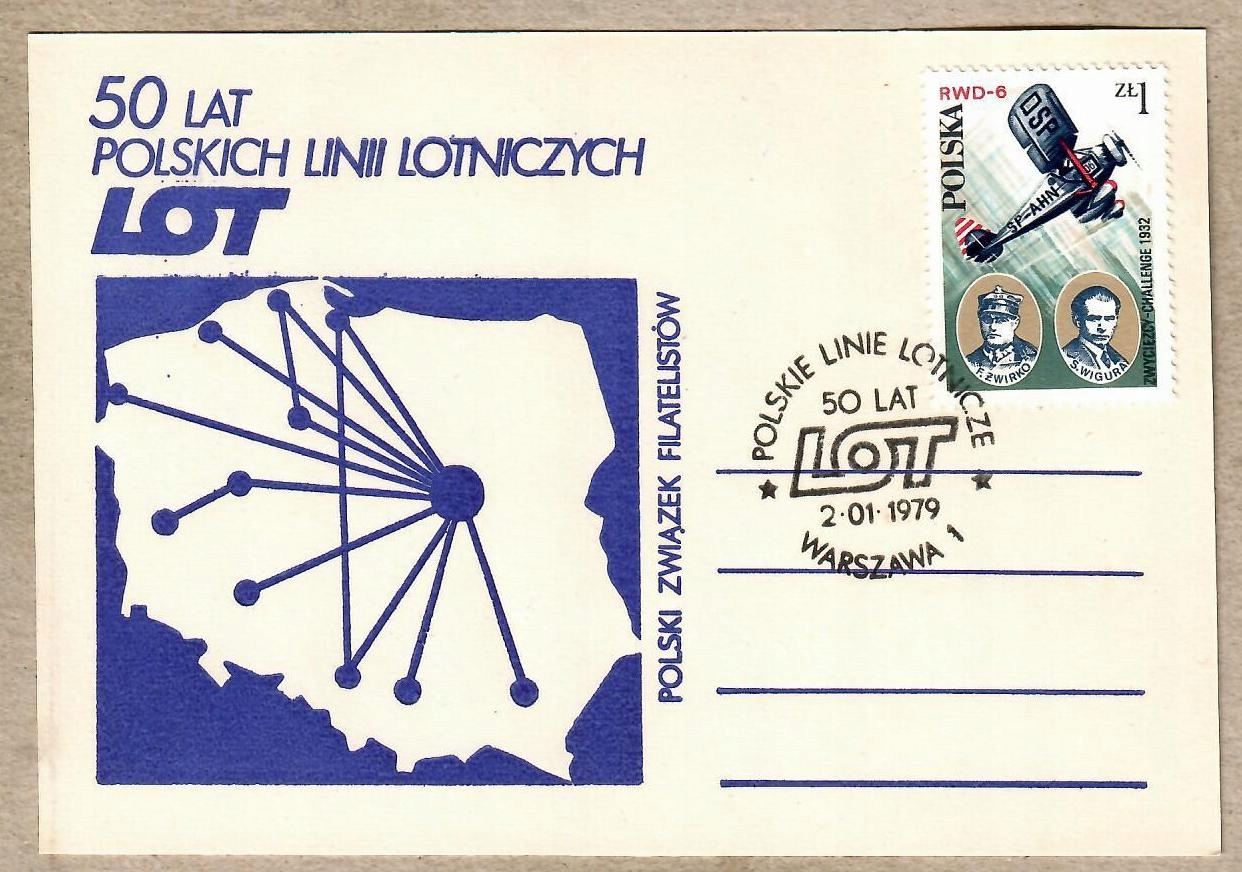 50 LAT
POLSKICH LINII LOTNICZYCH
LOT
POLSKI ZWIĄZEK FILATELISTÓW
RWD-6
ZŁ1
POLSKA
DSP
SP-AHN
F. ŻWIRKO
S. WIGURA
ZWYCIĘZCY-CHALLENGE 1932
POLSKIE LINIE LOTNICZE
50 LAT
LOT
2·01·1979
WARSZAWA 1